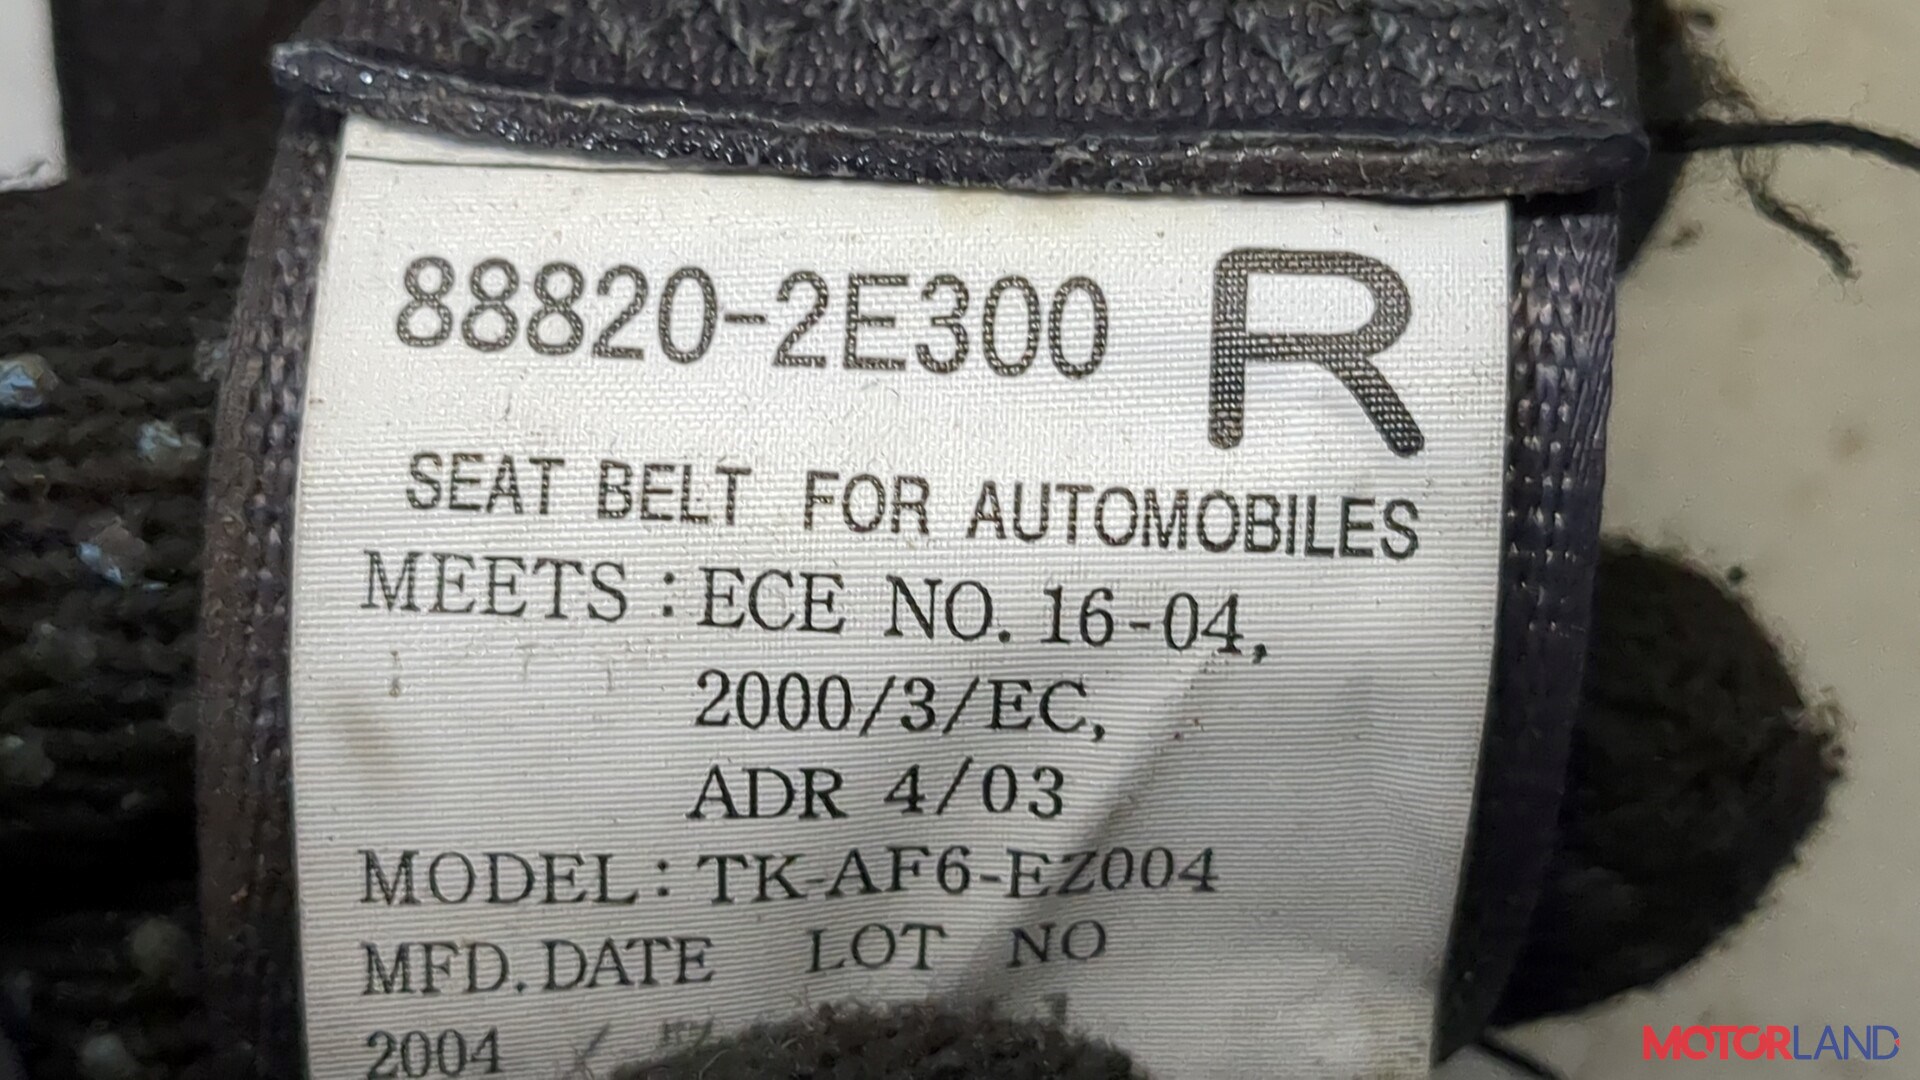 88820-2E300 R
SEAT BELT FOR AUTOMOBILES
MEETS : ECE NO. 16-04,
2000/3/EC,
ADR 4/03
MODEL : TK-AF6-EZ004
MFD. DATE LOT NO
2004
MOTORLAND